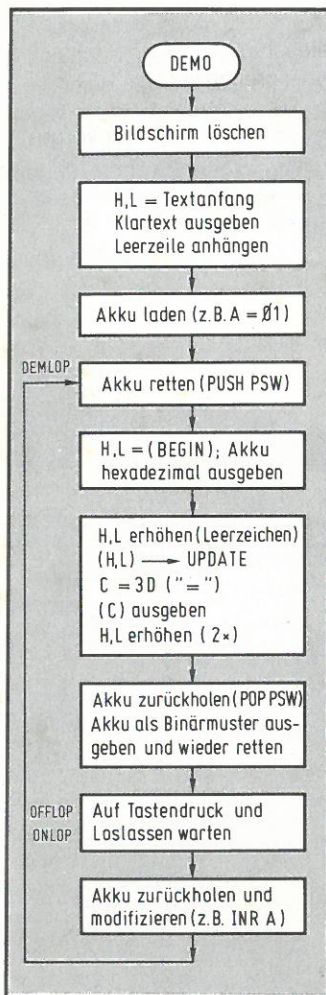 DEMO
Bildschirm löschen
H,L = Textanfang
Klartext ausgeben
Leerzeile anhängen
Akku laden (z.B. A = Ø1)
DEMLOP
Akku retten (PUSH PSW)
H,L = (BEGIN); Akku
hexadezimal ausgeben
H,L erhöhen (Leerzeichen)
(H,L) → UPDATE
C = 3D ("=")
(C) ausgeben
H,L erhöhen (2×)
Akku zurückholen (POP PSW)
Akku als Binärmuster aus-
geben und wieder retten
OFFLOP
ONLOP
Auf Tastendruck und
Loslassen warten
Akku zurückholen und
modifizieren (z.B. INR A)